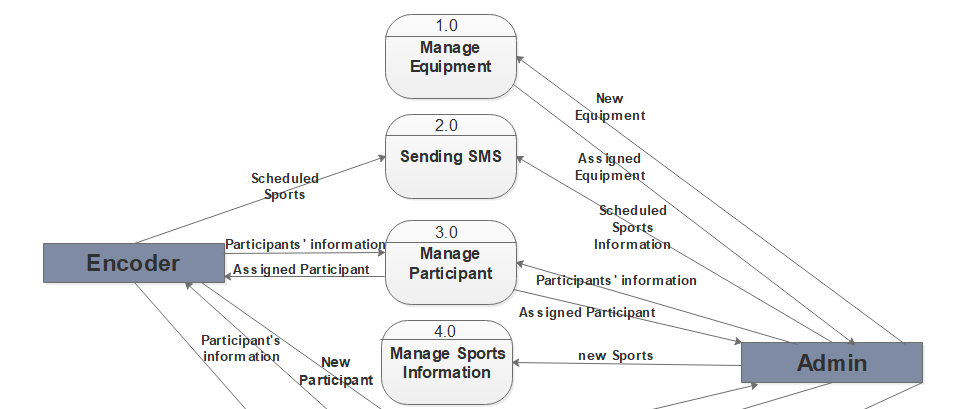 1.0
Manage
Equipment
New
Equipment
2.0
Sending SMS
Assigned
Equipment
Scheduled
Sports
Scheduled
Sports
Information
3.0
Manage
Participant
Participants' information
Encoder
Assigned Participant
Participants' information
Assigned Participant
4.0
Manage Sports
Information
Participant's
information
New
Participant
new Sports
Admin